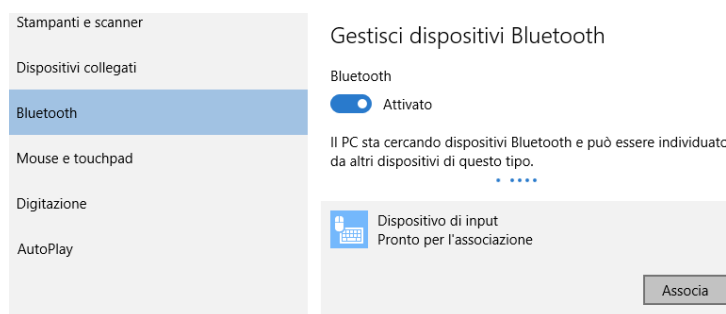 Stampanti e scanner
Dispositivi collegati
Bluetooth
Mouse e touchpad
Digitazione
AutoPlay
Gestisci dispositivi Bluetooth
Bluetooth
Attivato
Il PC sta cercando dispositivi Bluetooth e può essere individuato
da altri dispositivi di questo tipo.
Dispositivo di input
Pronto per l'associazione
Associa